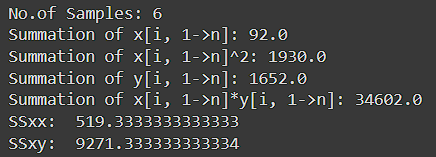 No.of Samples: 6
Summation of x[i, 1->n]: 92.0
Summation of x[i, 1->n]^2: 1930.0
Summation of y[i, 1->n]: 1652.0
Summation of x[i, 1->n]*y[i, 1->n]: 34602.0
SSxx:  519.3333333333333
SSxy:  9271.333333333334